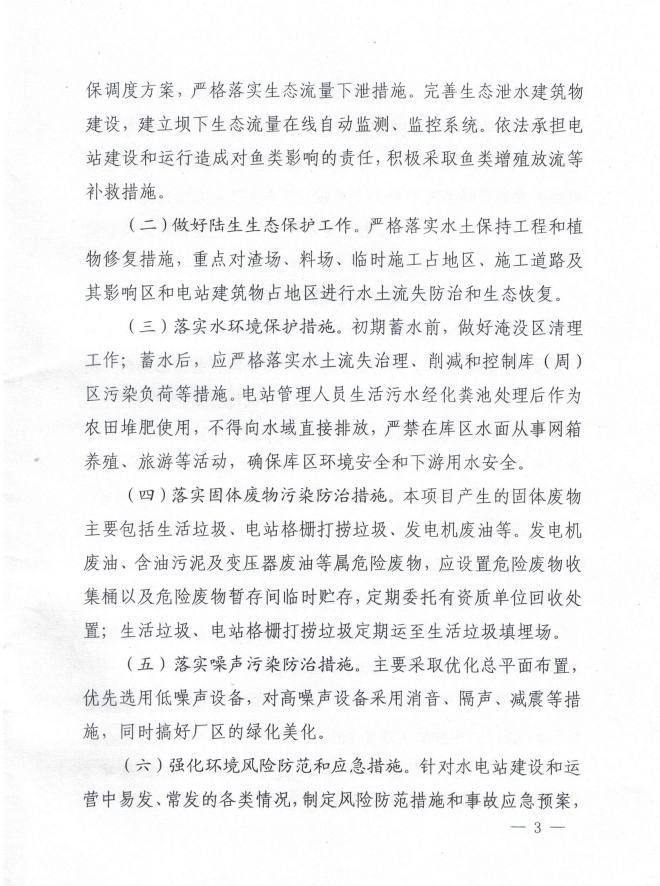 保调度方案，严格落实生态流量下泄措施。完善生态泄水建筑物
建设，建立坝下生态流量在线自动监测、监控系统。依法承担电
站建设和运行造成对鱼类影响的责任，积极采取鱼类增殖放流等
补救措施。
（二）做好陆生生态保护工作。严格落实水土保持工程和植
物修复措施，重点对渣场、料场、临时施工占地区、施工道路及
其影响区和电站建筑物占地区进行水土流失防治和生态恢复。
（三）落实水环境保护措施。初期蓄水前，做好淹没区清理
工作；蓄水后，应严格落实水土流失治理、削减和控制库（周）
区污染负荷等措施。电站管理人员生活污水经化粪池处理后作为
农田堆肥使用，不得向水域直接排放，严禁在库区水面从事网箱
养殖、旅游等活动，确保库区环境安全和下游用水安全。
（四）落实固体废物污染防治措施。本项目产生的固体废物
主要包括生活垃圾、电站格栅打捞垃圾、发电机废油等。发电机
废油、含油污泥及变压器废油等属危险废物，应设置危险废物收
集桶以及危险废物暂存间临时贮存，定期委托有资质单位回收处
置；生活垃圾、电站格栅打捞垃圾定期运至生活垃圾填埋场。
（五）落实噪声污染防治措施。主要采取优化总平面布置，
优先选用低噪声设备，对高噪声设备采用消音、隔声、减震等措
施，同时搞好厂区的绿化美化。
（六）强化环境风险防范和应急措施。针对水电站建设和运
营中易发、常发的各类情况，制定风险防范措施和事故应急预案，
— 3 —